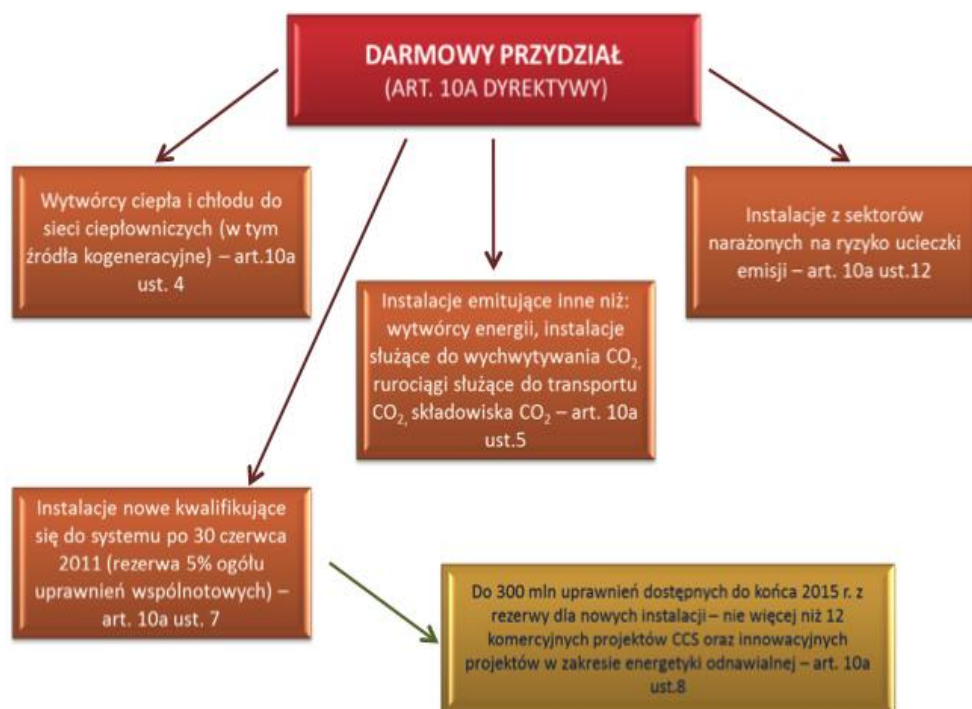 DARMOWY PRZYDZIAŁ
(ART. 10A DYREKTYWY)
Wytwórcy ciepła i chłodu do
sieci ciepłowniczych (w tym
źródła kogeneracyjne) – art.10a
ust. 4
Instalacje z sektorów
narażonych na ryzyko ucieczki
emisji – art. 10a ust.12
Instalacje emitujące inne niż:
wytwórcy energii, instalacje
służące do wychwytywania CO₂,
rurociągi służące do transportu
CO₂, składowiska CO₂ – art. 10a
ust.5
Instalacje nowe kwalifikujące
się do systemu po 30 czerwca
2011 (rezerwa 5% ogółu
uprawnień wspólnotowych) –
art. 10a ust. 7
Do 300 mln uprawnień dostępnych do końca 2015 r. z
rezerwy dla nowych instalacji – nie więcej niż 12
komercyjnych projektów CCS oraz innowacyjnych
projektów w zakresie energetyki odnawialnej – art. 10a
ust.8